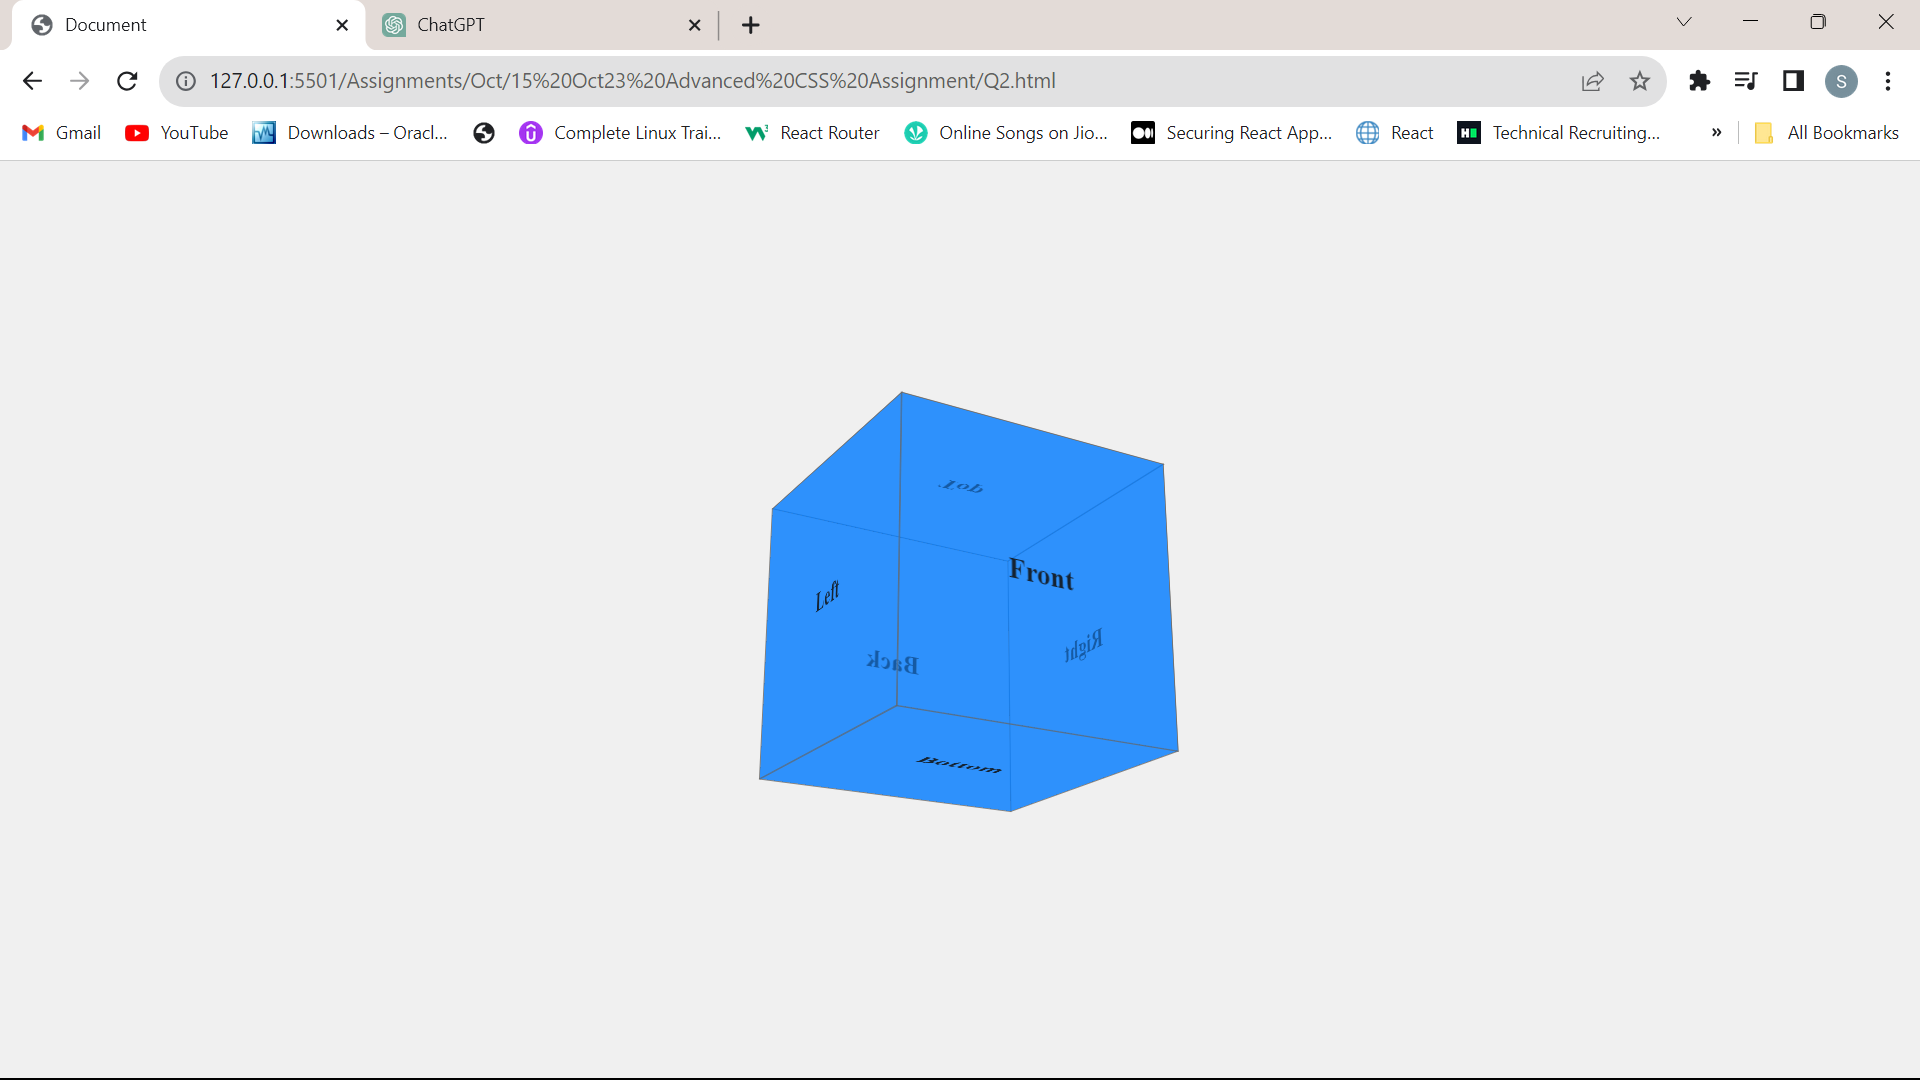 Document
ChatGPT
127.0.0.1:5501/Assignments/Oct/15%20Oct23%20Advanced%20CSS%20Assignment/Q2.html
S
Gmail
YouTube
Downloads – Oracl...
Complete Linux Trai...
React Router
Online Songs on Jio...
Securing React App...
React
Technical Recruiting...
»
All Bookmarks
Top
Front
Left
Right
Back
Bottom